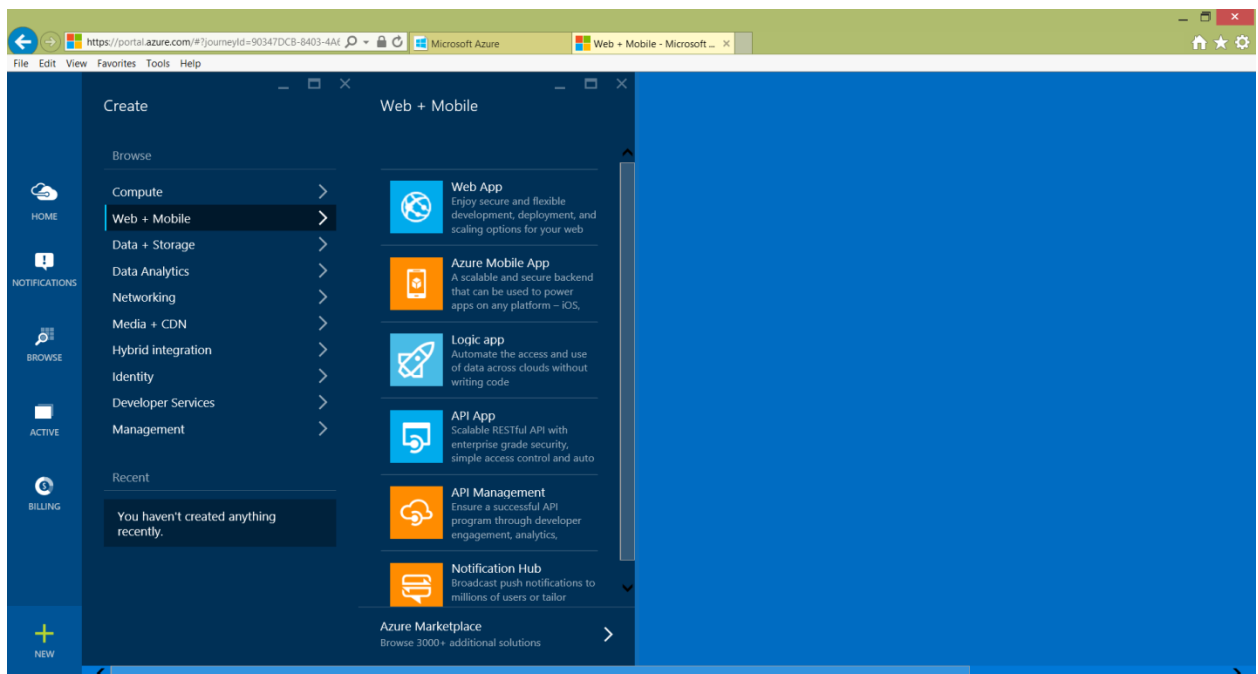 https://portal.azure.com/#?journeyId=90347DCB-8403-4A6
Microsoft Azure
Web + Mobile - Microsoft ...
File Edit View Favorites Tools Help
HOME
NOTIFICATIONS
BROWSE
ACTIVE
BILLING
NEW
Create
Browse
Compute
Web + Mobile
Data + Storage
Data Analytics
Networking
Media + CDN
Hybrid integration
Identity
Developer Services
Management
Recent
You haven't created anything
recently.
Web + Mobile
Web App
Enjoy secure and flexible
development, deployment, and
scaling options for your web
Azure Mobile App
A scalable and secure backend
that can be used to power
apps on any platform – iOS,
Logic app
Automate the access and use
of data across clouds without
writing code
API App
Scalable RESTful API with
enterprise grade security,
simple access control and auto
API Management
Ensure a successful API
program through developer
engagement, analytics,
Notification Hub
Broadcast push notifications to
millions of users or tailor
Azure Marketplace
Browse 3000+ additional solutions